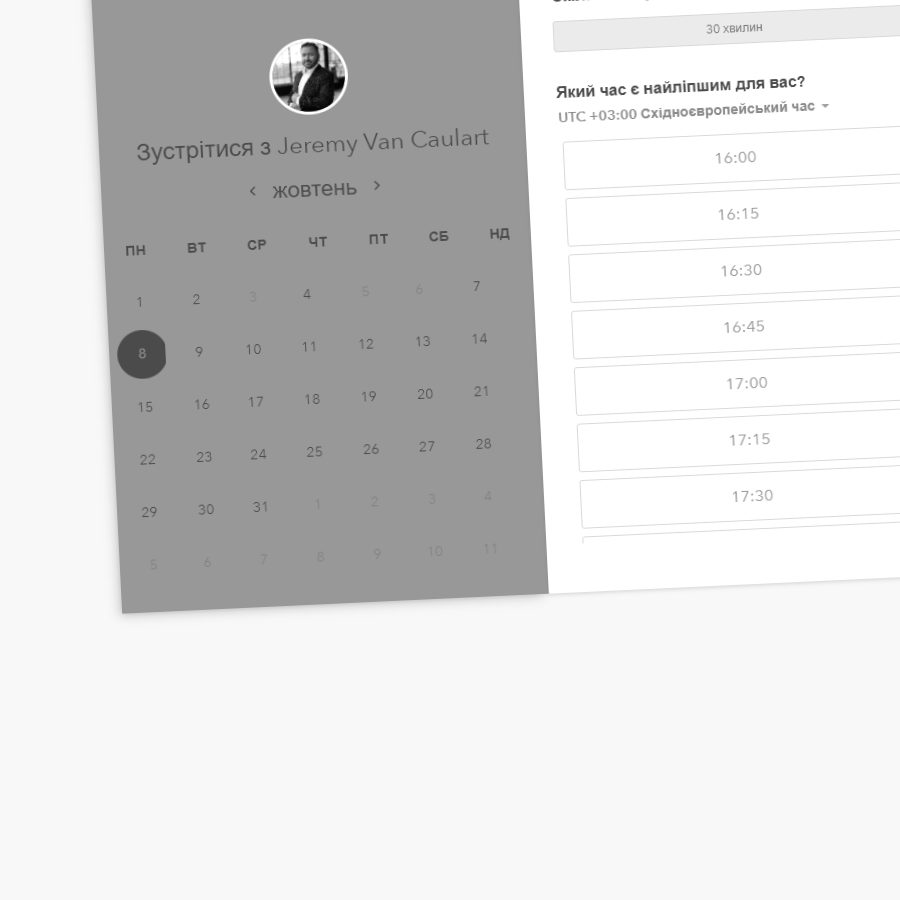 Зустрітися з Jeremy Van Caulart
‹ жовтень ›
ПН ВТ СР ЧТ ПТ СБ НД
1 2 3 4 5 6 7
8 9 10 11 12 13 14
15 16 17 18 19 20 21
22 23 24 25 26 27 28
29 30 31 1 2 3 4
5 6 7 8 9 10 11
30 хвилин
Який час є найліпшим для вас?
UTC +03:00 Східноєвропейський час
16:00
16:15
16:30
16:45
17:00
17:15
17:30